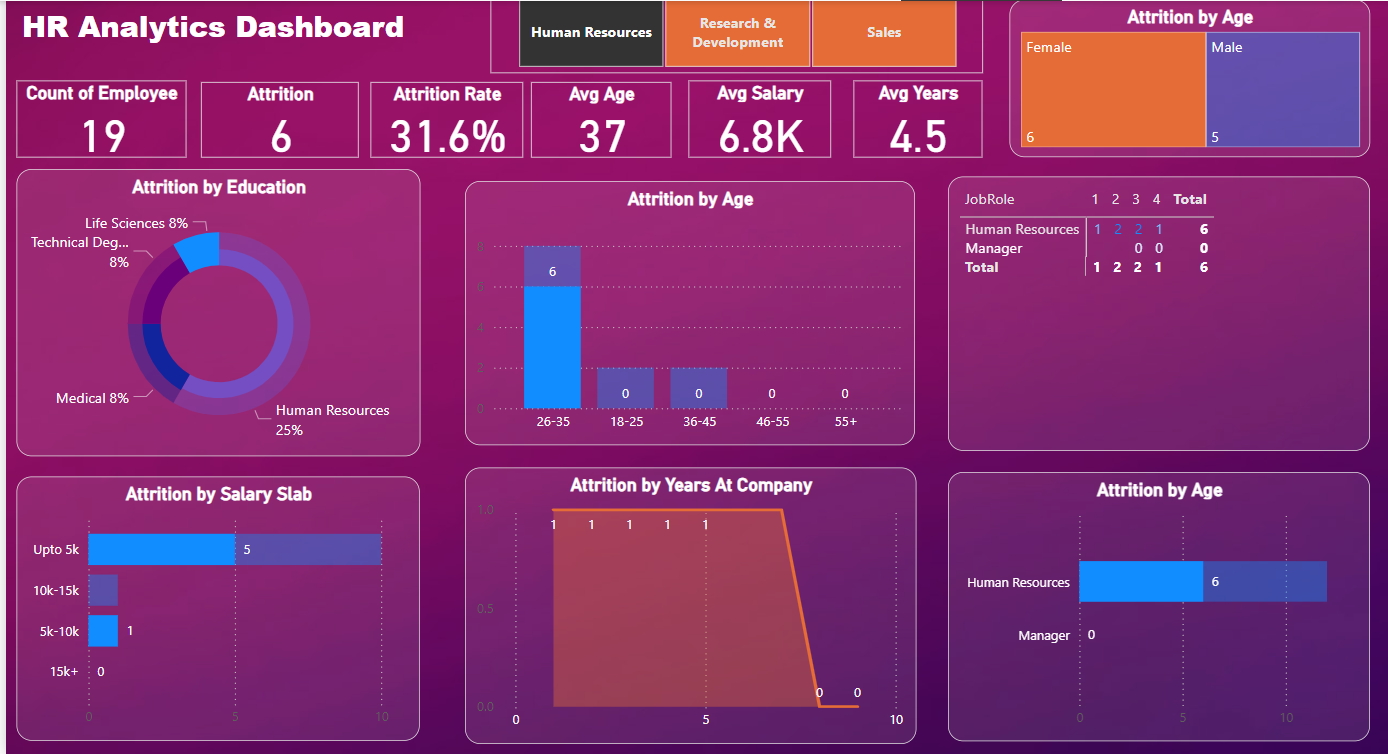 HR Analytics Dashboard
Human Resources
Research &
Development
Sales
Count of Employee
19
Attrition
6
Attrition Rate
31.6%
Avg Age
37
Avg Salary
6.8K
Avg Years
4.5
Attrition by Age
Female
Male
6
5
Attrition by Education
Life Sciences 8%
Technical Deg...
8%
Medical 8%
Human Resources
25%
Attrition by Age
8
6
4
2
0
6
0
0
0
0
26-35
18-25
36-45
46-55
55+
JobRole 1 2 3 4 Total
Human Resources 1 2 2 1 6
Manager 0 0 0
Total 1 2 2 1 6
Attrition by Salary Slab
Upto 5k 5
10k-15k
5k-10k 1
15k+ 0
0 5 10
Attrition by Years At Company
1.0
1 1 1 1 1
0.5
0.0
0 0
0 5 10
Attrition by Age
Human Resources 6
Manager 0
0 5 10